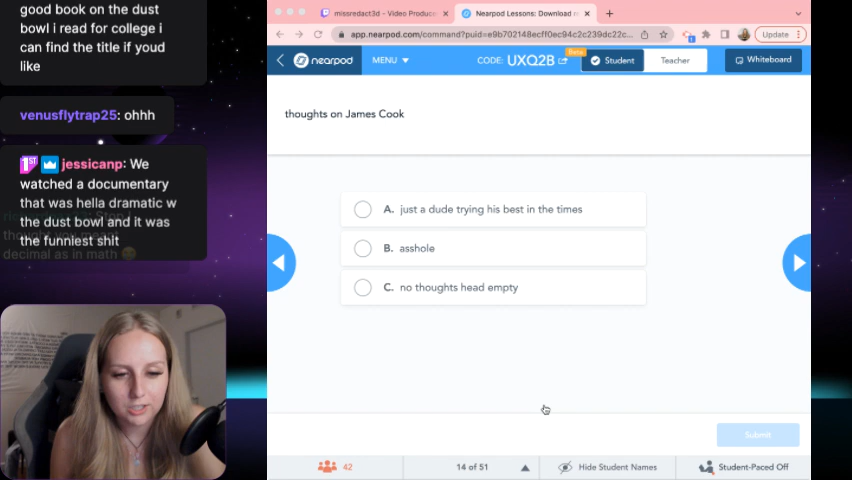 good book on the dust
bowl i read for college i
can find the title if youd
like
venusflytrap25: ohhh
1ST jessicanp: We
watched a documentary
that was hella dramatic w
the dust bowl and it was
the funniest shit
decimal as in math
missredact3d - Video Produce
Nearpod Lessons: Download n
app.nearpod.com/command?puid=e9b702148ecff0ec94c2c239dc22c...
Update
nearpod
MENU
CODE: UXQ2B
Beta
Student
Teacher
Whiteboard
thoughts on James Cook
A. just a dude trying his best in the times
B. asshole
C. no thoughts head empty
Submit
42
14 of 51
Hide Student Names
Student-Paced Off